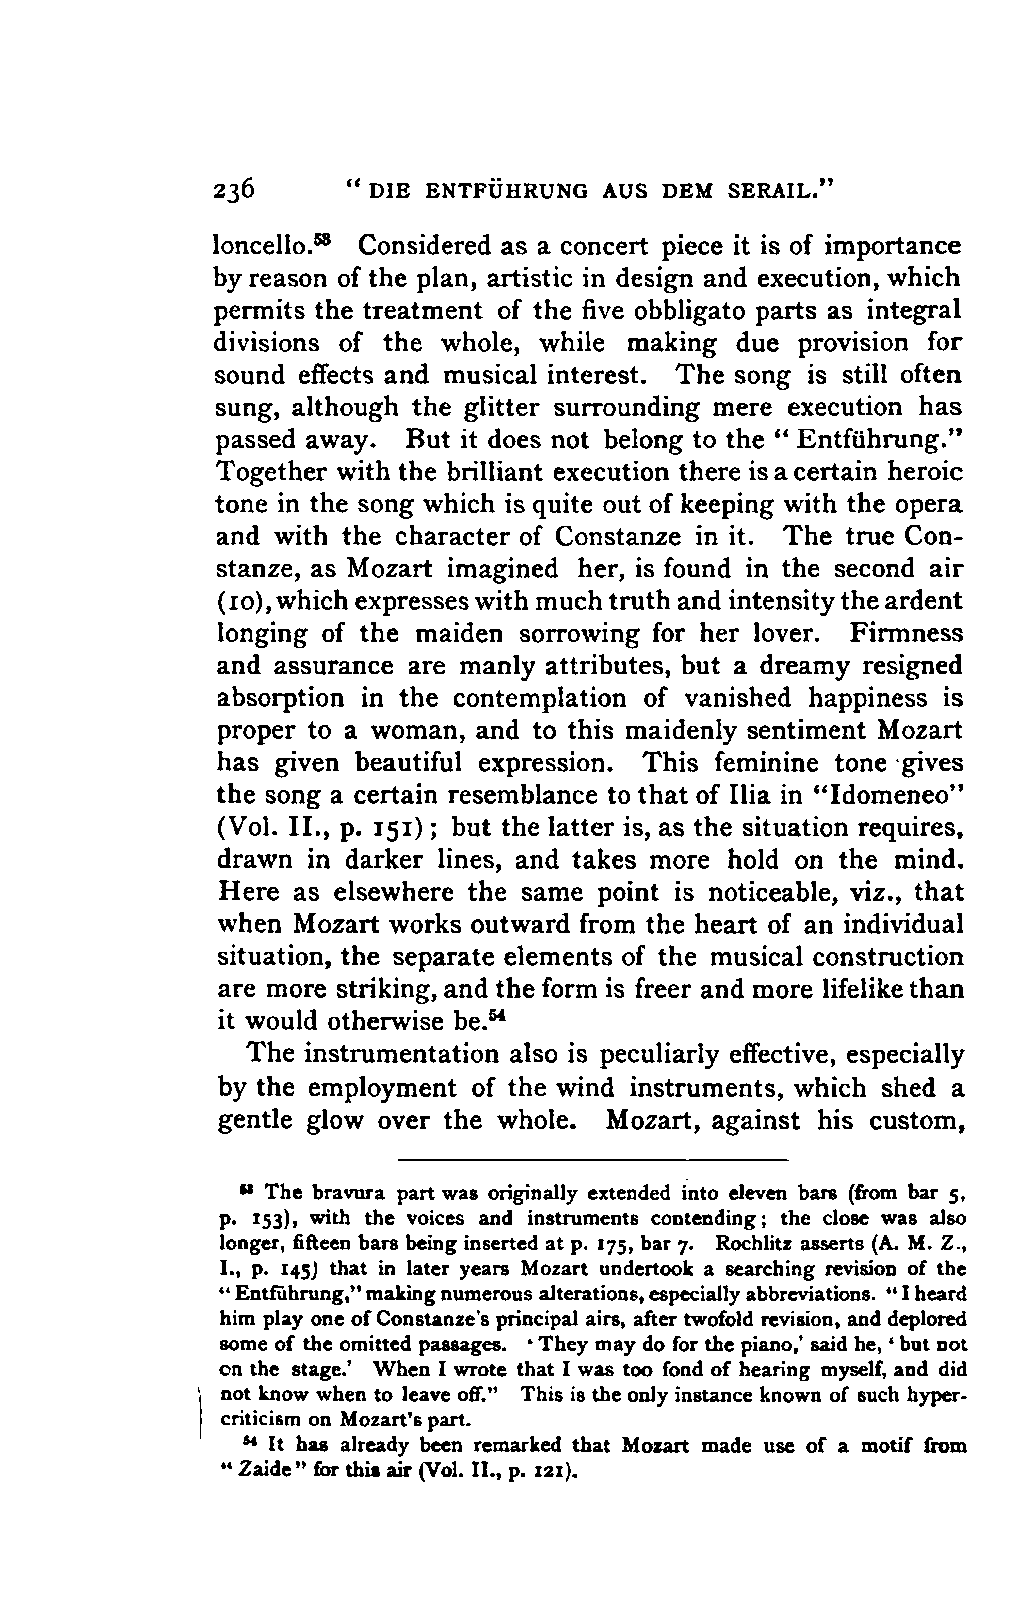 236 “ DIE ENTFÜHRUNG AUS DEM SERAIL.”
loncello.⁵³ Considered as a concert piece it is of importance
by reason of the plan, artistic in design and execution, which
permits the treatment of the five obbligato parts as integral
divisions of the whole, while making due provision for
sound effects and musical interest. The song is still often
sung, although the glitter surrounding mere execution has
passed away. But it does not belong to the “ Entführung.”
Together with the brilliant execution there is a certain heroic
tone in the song which is quite out of keeping with the opera
and with the character of Constanze in it. The true Con-
stanze, as Mozart imagined her, is found in the second air
(10), which expresses with much truth and intensity the ardent
longing of the maiden sorrowing for her lover. Firmness
and assurance are manly attributes, but a dreamy resigned
absorption in the contemplation of vanished happiness is
proper to a woman, and to this maidenly sentiment Mozart
has given beautiful expression. This feminine tone gives
the song a certain resemblance to that of Ilia in “Idomeneo”
(Vol. II., p. 151) ; but the latter is, as the situation requires,
drawn in darker lines, and takes more hold on the mind.
Here as elsewhere the same point is noticeable, viz., that
when Mozart works outward from the heart of an individual
situation, the separate elements of the musical construction
are more striking, and the form is freer and more lifelike than
it would otherwise be.⁵⁴
The instrumentation also is peculiarly effective, especially
by the employment of the wind instruments, which shed a
gentle glow over the whole. Mozart, against his custom,
⁵³ The bravura part was originally extended into eleven bars (from bar 5,
p. 153), with the voices and instruments contending ; the close was also
longer, fifteen bars being inserted at p. 175, bar 7. Rochlitz asserts (A. M. Z.,
I., p. 145) that in later years Mozart undertook a searching revision of the
“ Entführung,” making numerous alterations, especially abbreviations. “ I heard
him play one of Constanze's principal airs, after twofold revision, and deplored
some of the omitted passages. ‘ They may do for the piano,’ said he, ‘ but not
on the stage.’ When I wrote that I was too fond of hearing myself, and did
not know when to leave off.” This is the only instance known of such hyper-
criticism on Mozart's part.
⁵⁴ It has already been remarked that Mozart made use of a motif from
“ Zaide ” for this air (Vol. II., p. 121).